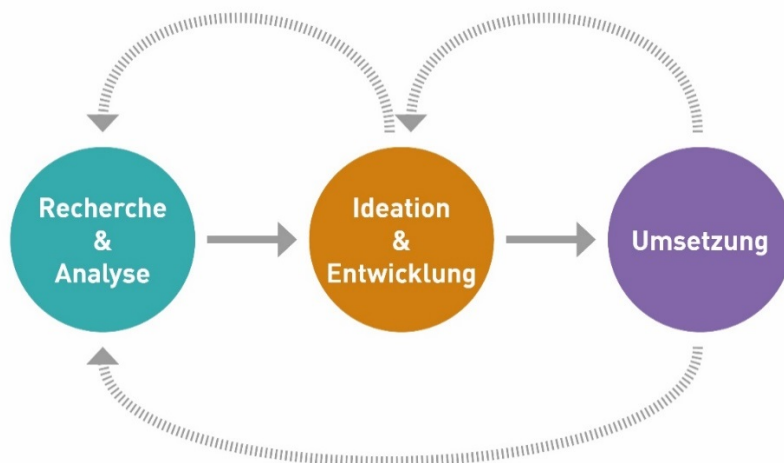 Recherche
&
Analyse
Ideation
&
Entwicklung
Umsetzung